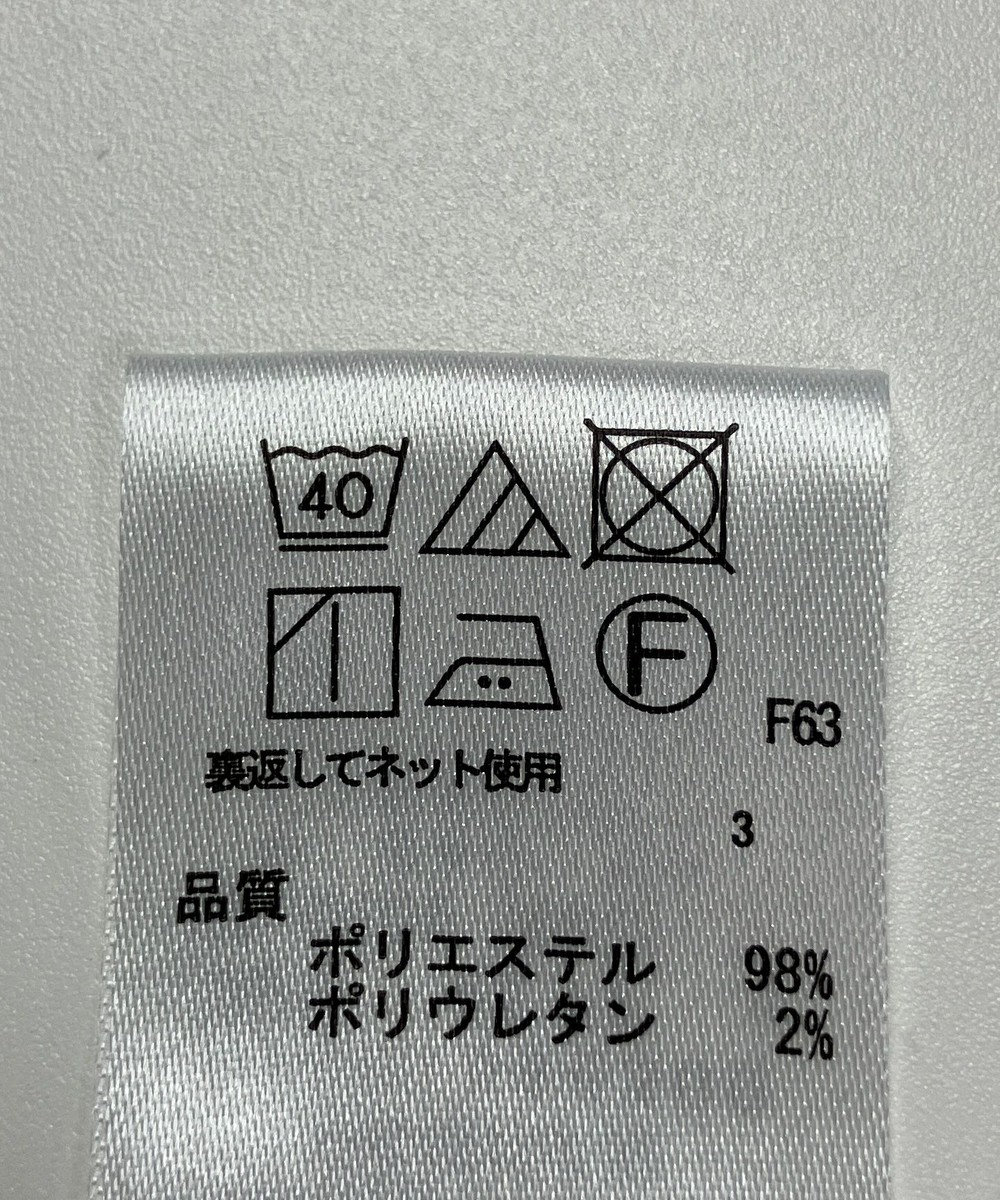 40
F
F63
裏返してネット使用
3
品質
ポリエステル 98%
ポリウレタン 2%